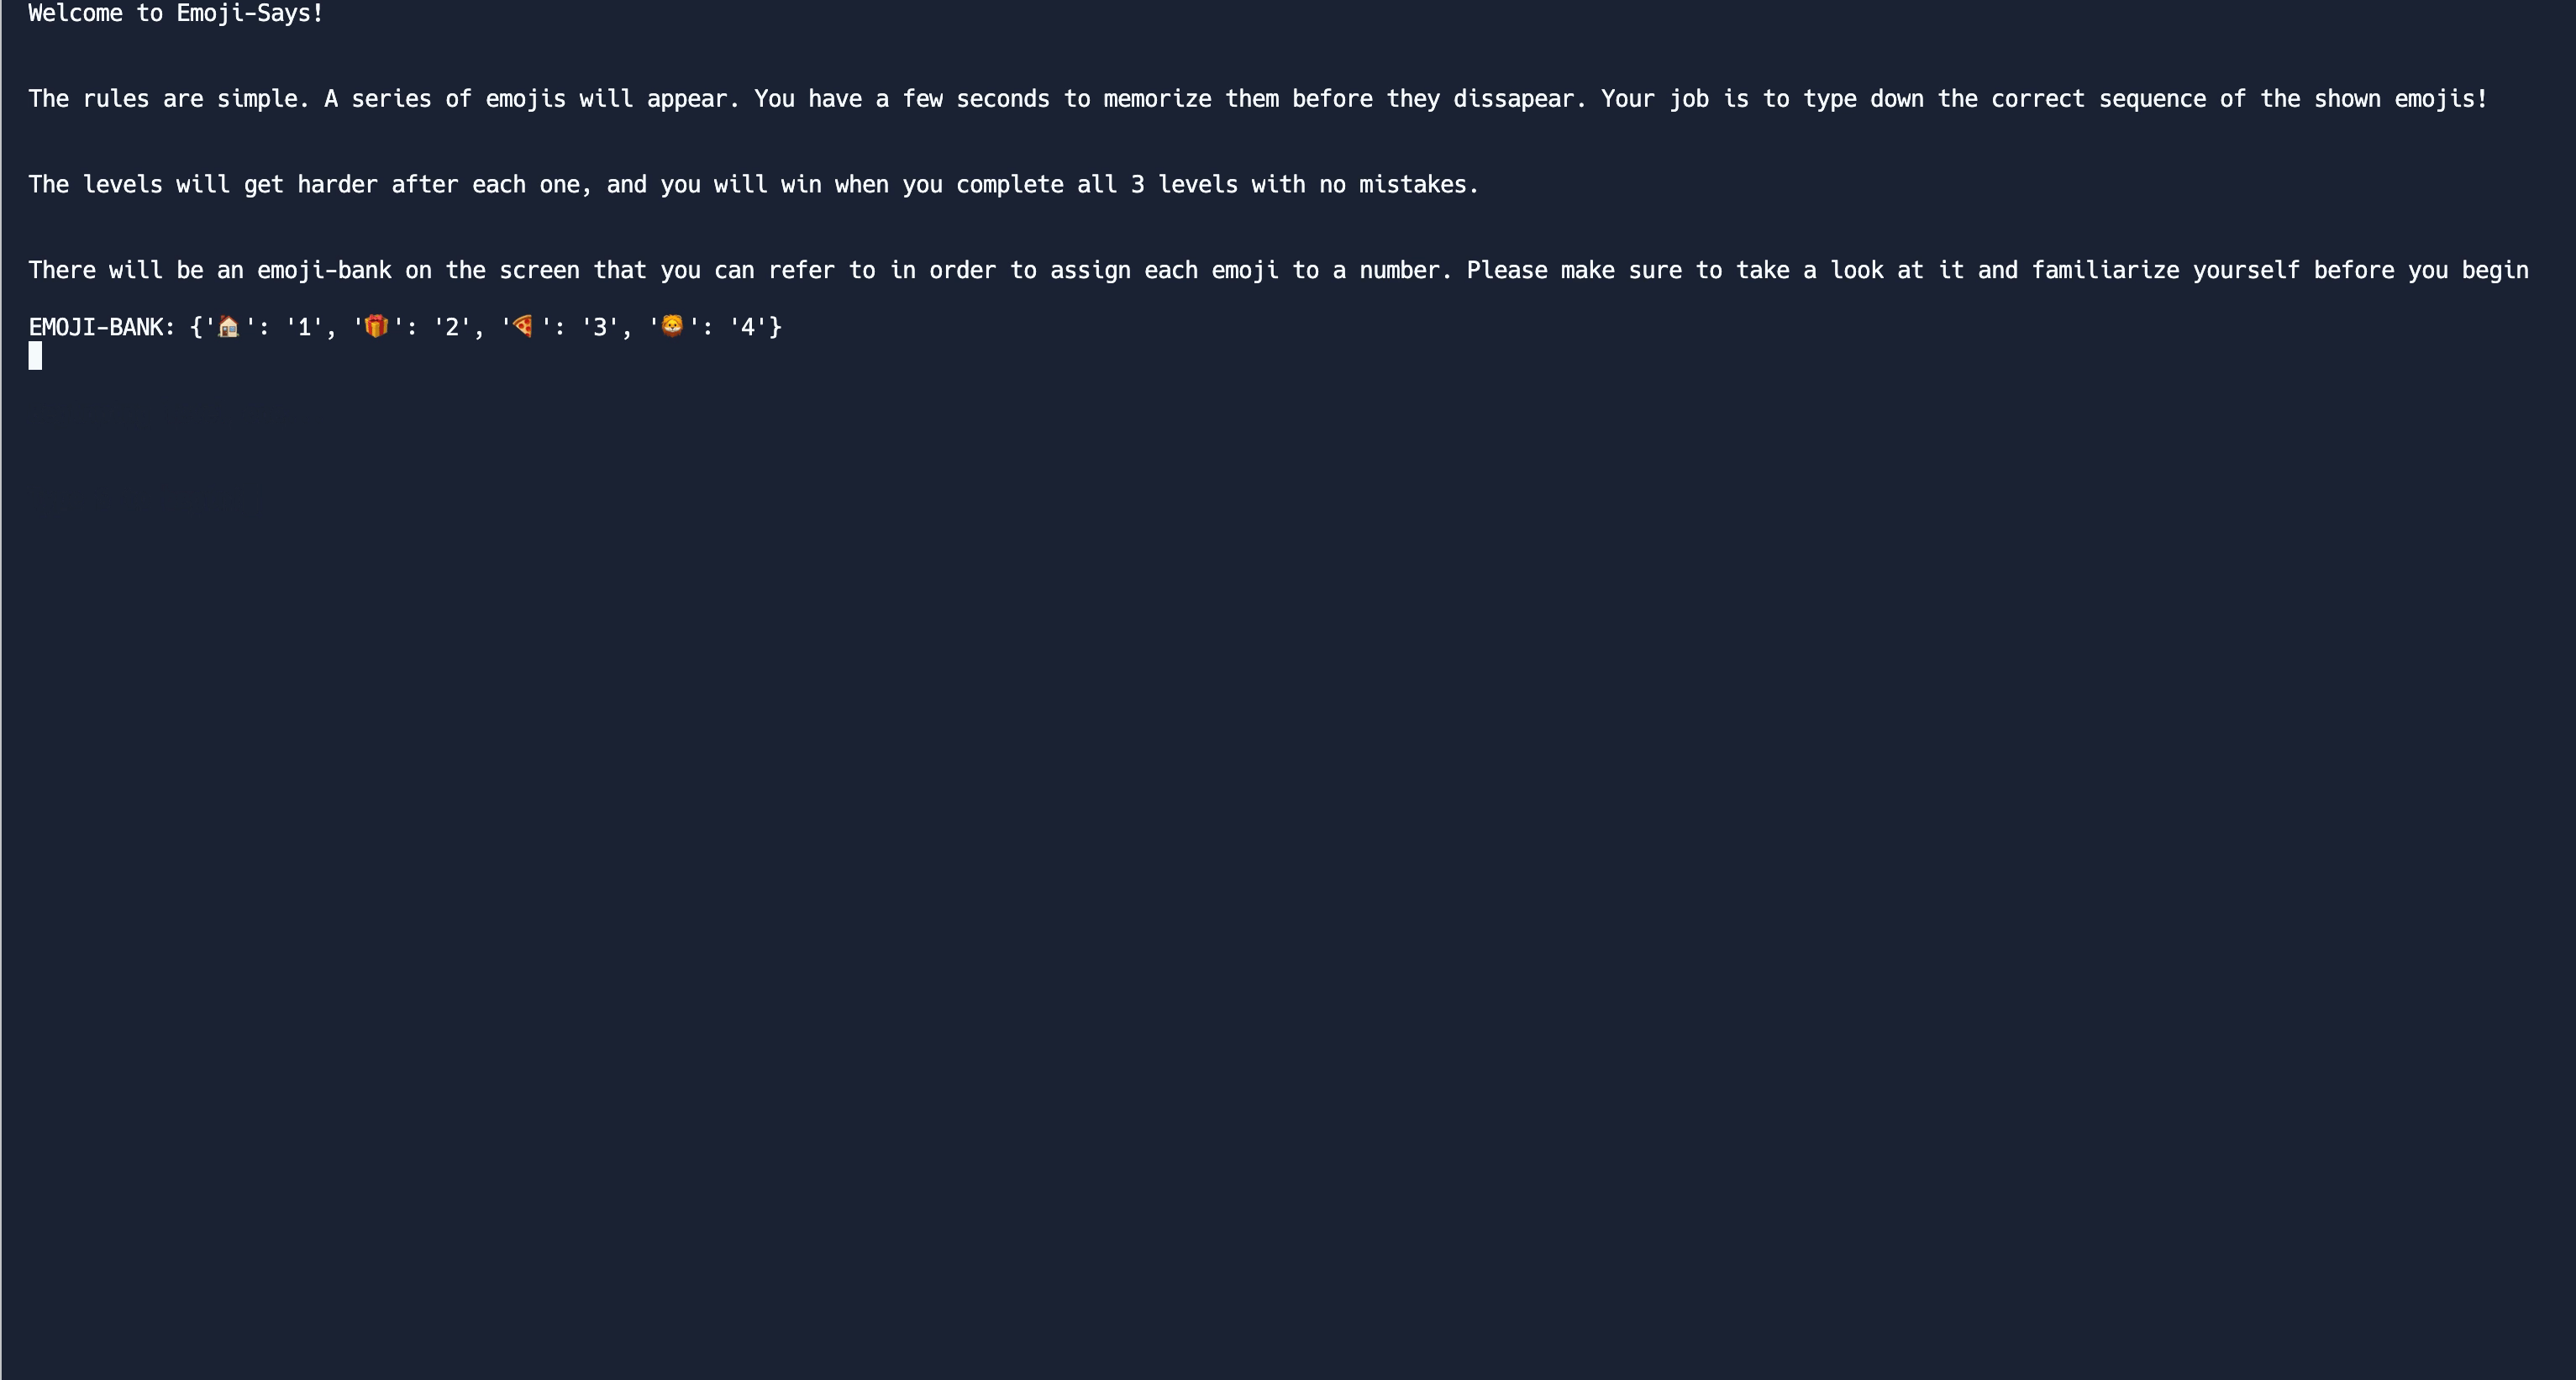 Welcome to Emoji-Says!
The rules are simple. A series of emojis will appear. You have a few seconds to memorize them before they dissapear. Your job is to type down the correct sequence of the shown emojis!
The levels will get harder after each one, and you will win when you complete all 3 levels with no mistakes.
There will be an emoji-bank on the screen that you can refer to in order to assign each emoji to a number. Please make sure to take a look at it and familiarize yourself before you begin
EMOJI-BANK: {'🏠': '1', '🎁': '2', '🍕': '3', '🦁': '4'}